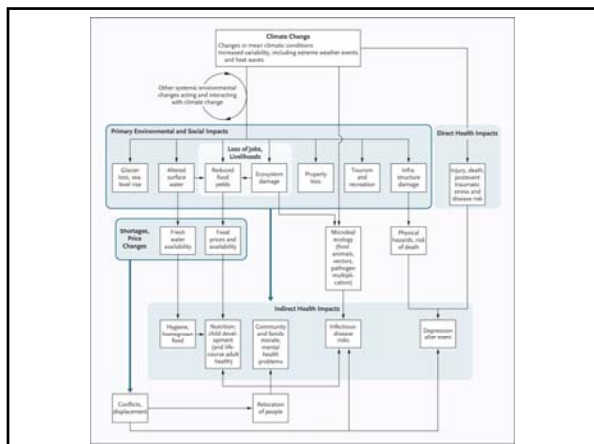 Climate Change
Changes in mean climatic conditions
Increased variability, including extreme weather events
and heat waves
Other systemic environmental
changes acting and interacting
with climate change
Primary Environmental and Social Impacts
Direct Health Impacts
Loss of Jobs,
Livelihoods
Glacier
loss, sea
level rise
Altered
surface
water
Reduced
food
yields
Ecosystem
damage
Property
loss
Tourism
and
recreation
Infra-
structure
damage
Injury, death,
postevent
traumatic
stress and
disease risk
Shortages,
Price
Changes
Fresh
water
availability
Food
prices and
availability
Microbial
ecology
(host
animals,
vectors,
pathogen
multipli-
cation)
Physical
hazards, risk
of death
Indirect Health Impacts
Hygiene,
homegrown
food
Nutrition:
child devel-
opment
(and life-
course adult
health)
Community
and family
morale,
mental
health
problems
Infectious-
disease
risks
Depression
after event
Conflicts,
displacement
Relocation
of people